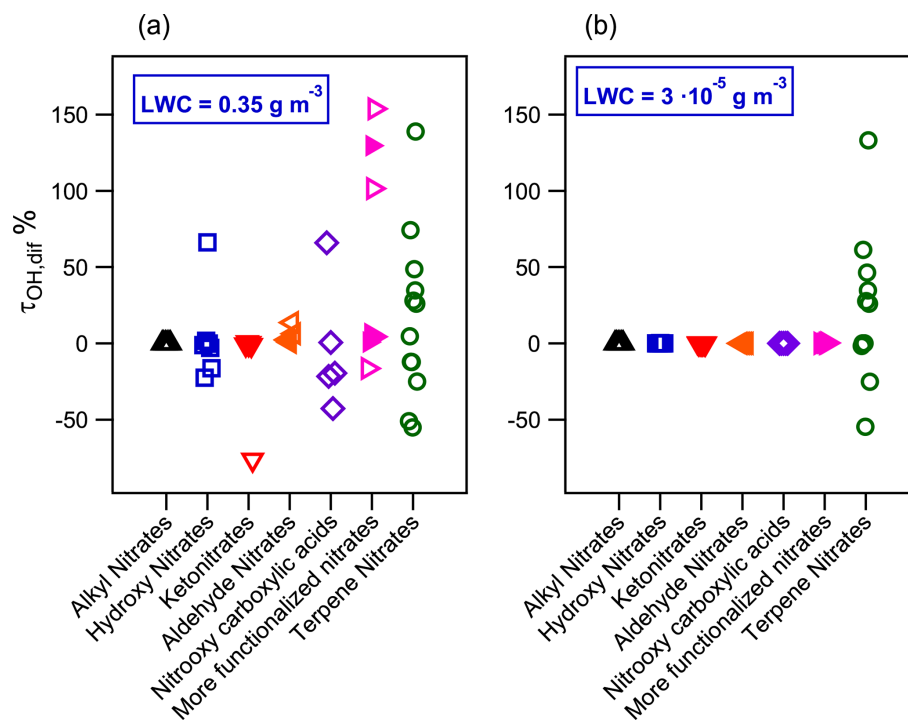 (a)
(b)
LWC = 0.35 g m⁻³
LWC = 3 ·10⁻⁵ g m⁻³
τOH,dif %
150
100
50
0
-50
150
100
50
0
-50
Alkyl Nitrates
Hydroxy Nitrates
Ketonitrates
Aldehyde Nitrates
Nitrooxy carboxylic acids
More functionalized nitrates
Terpene Nitrates
Alkyl Nitrates
Hydroxy Nitrates
Ketonitrates
Aldehyde Nitrates
Nitrooxy carboxylic acids
More functionalized nitrates
Terpene Nitrates